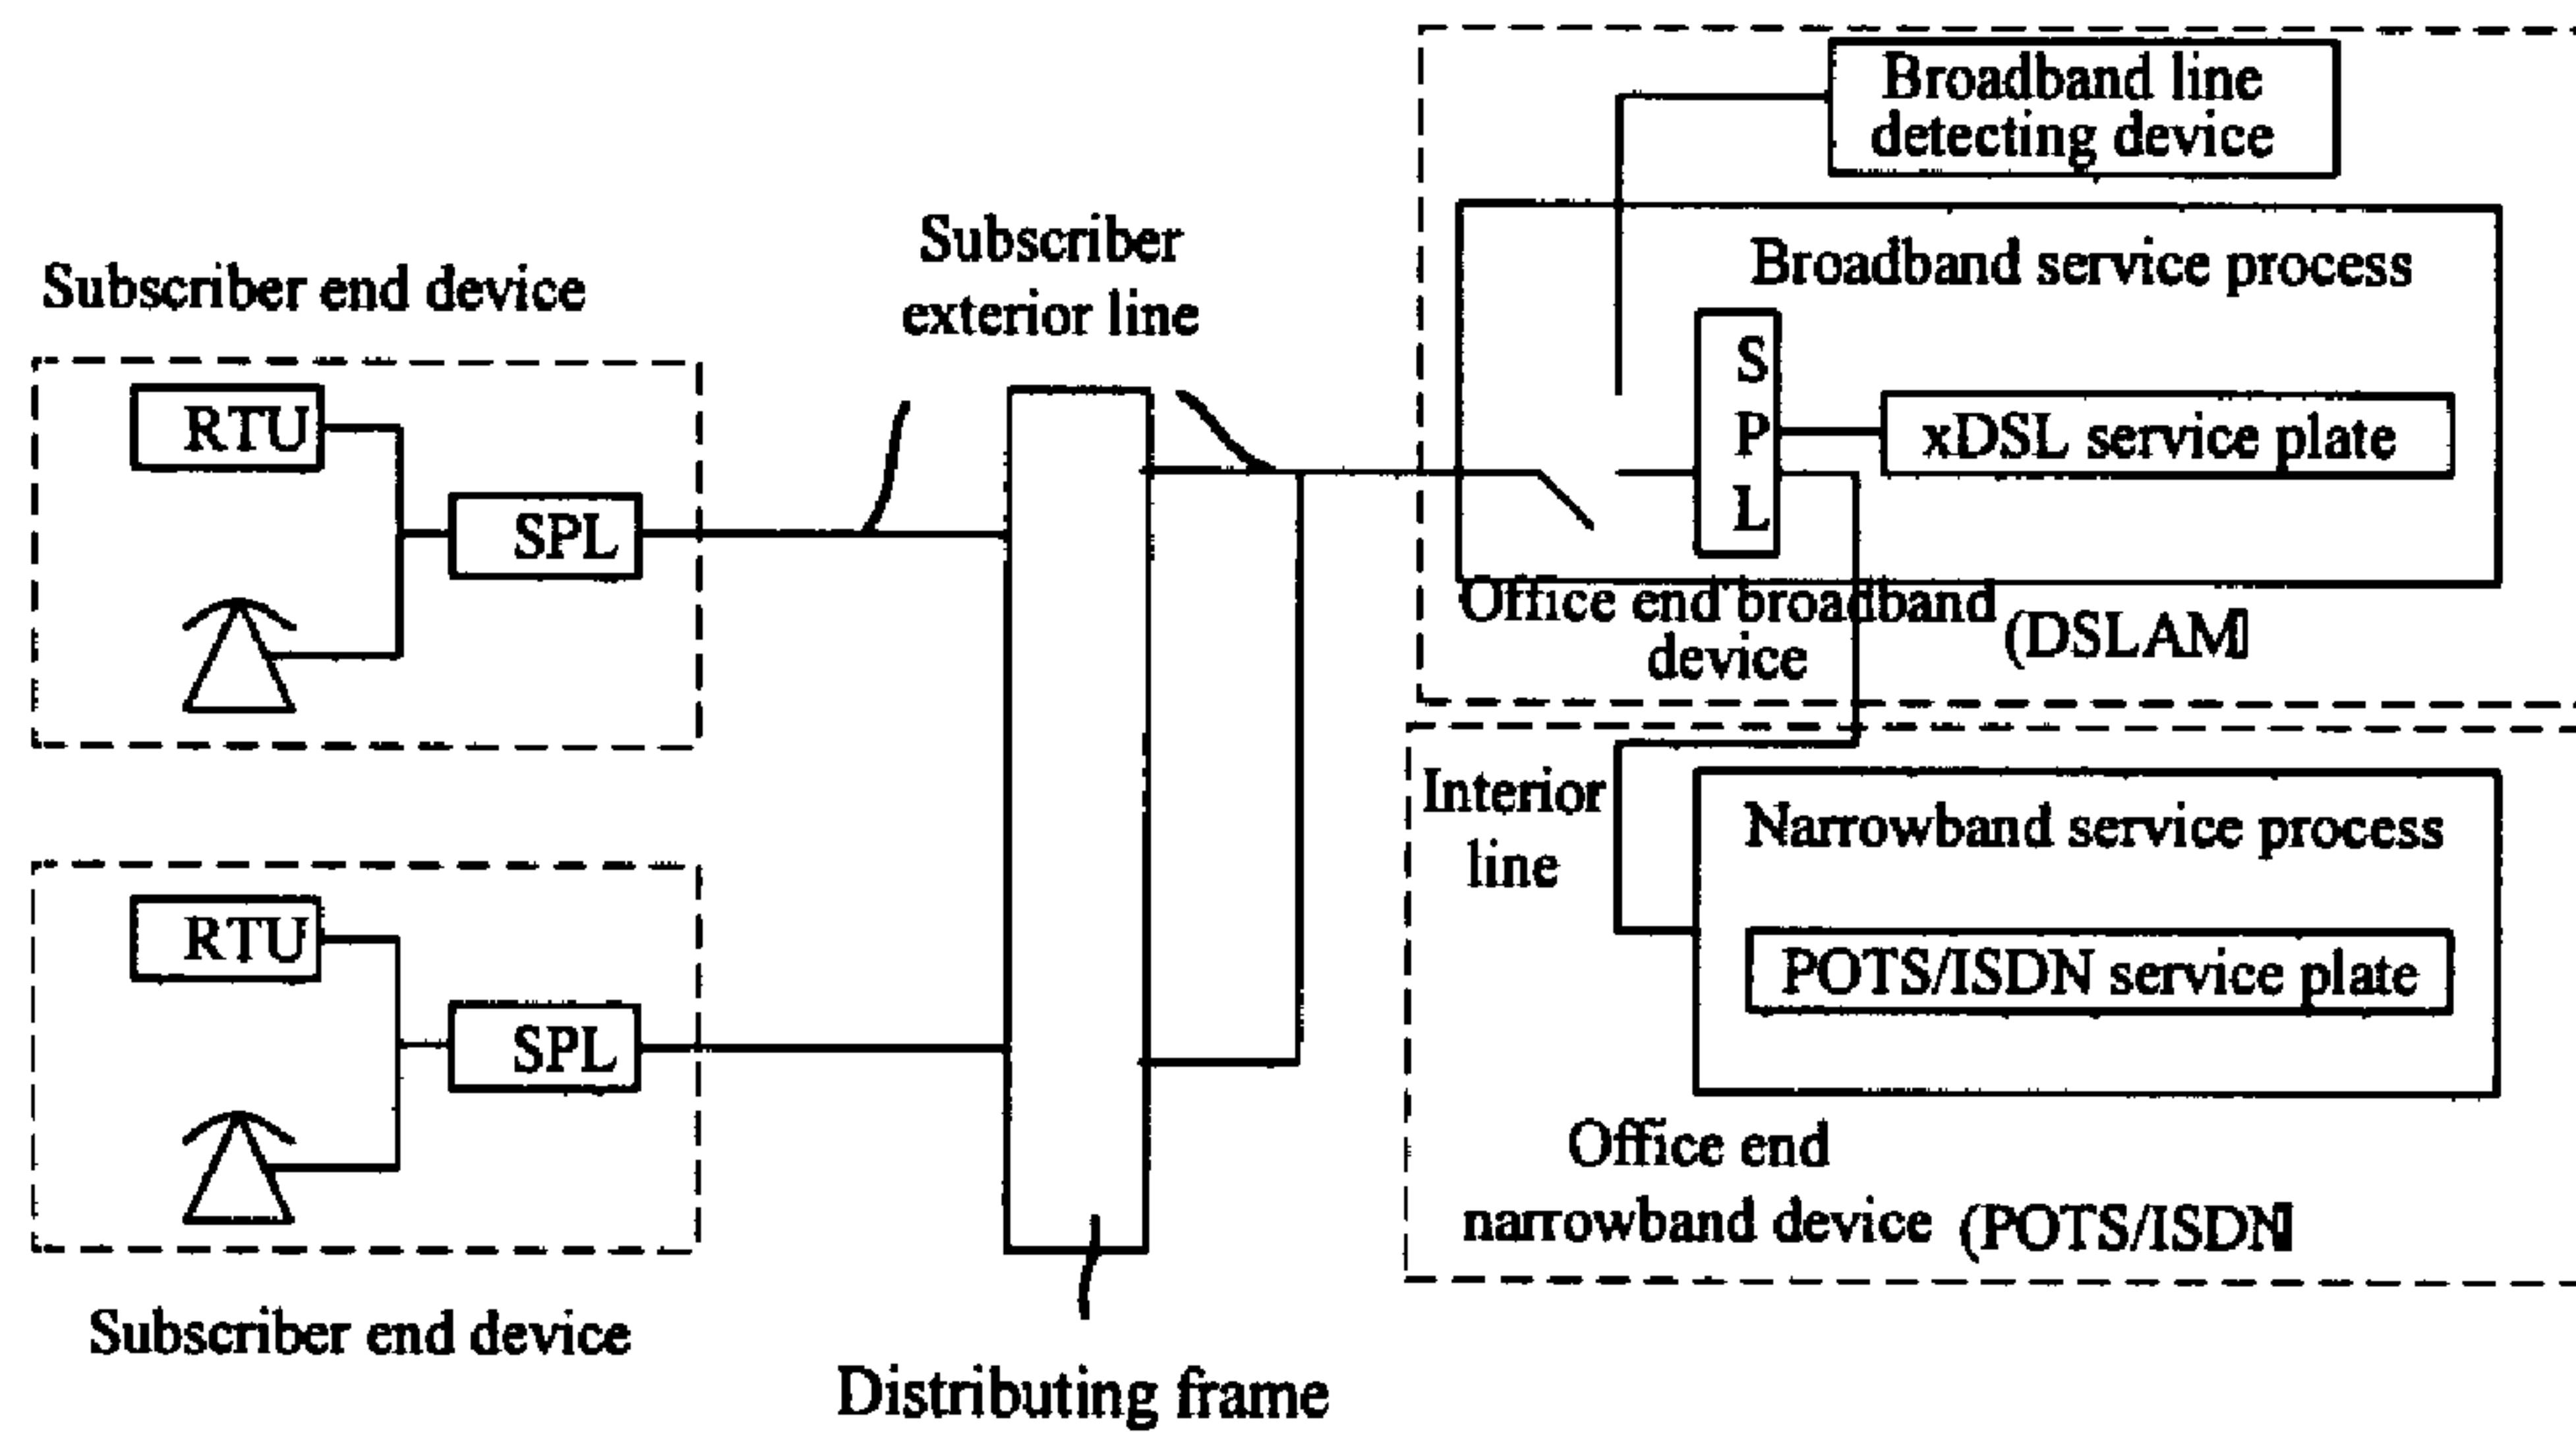 Broadband line
detecting device
Broadband service process
Subscriber
exterior line
Subscriber end device
RTU
SPL
S
P
L
xDSL service plate
Office end broadband
device
(DSLAM
Interior
line
Narrowband service process
RTU
SPL
POTS/ISDN service plate
Office end
narrowband device (POTS/ISDN
Subscriber end device
Distributing frame